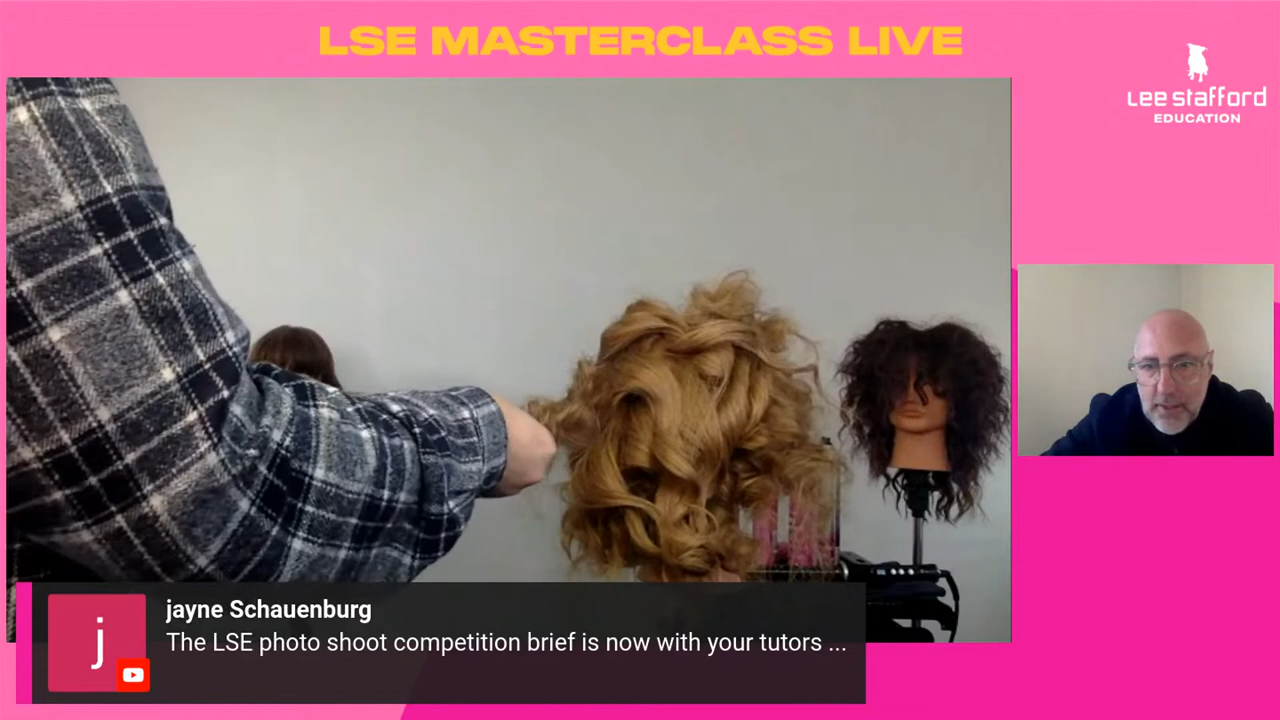 LSE MASTERCLASS LIVE
Lee stafford
EDUCATION
j
jayne Schauenburg
The LSE photo shoot competition brief is now with your tutors ...